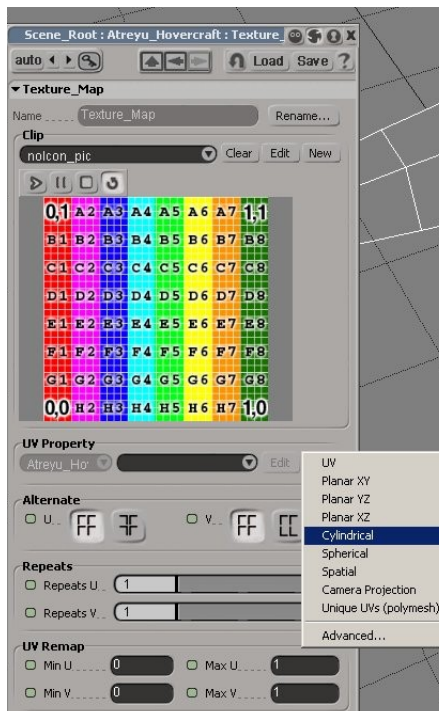 Scene_Root : Atreyu_Hovercraft : Texture_
auto
Load Save ?
Texture_Map
Name Texture_Map Rename...
Clip
noIcon_pic Clear Edit New
0,1 A2 A3 A4 A5 A6 A7 1,1
B1 B2 B3 B4 B5 B6 B7 B8
C1 C2 C3 C4 C5 C6 C7 C8
D1 D2 D3 D4 D5 D6 D7 D8
E1 E2 E3 E4 E5 E6 E7 E8
F1 F2 F3 F4 F5 F6 F7 F8
G1 G2 G3 G4 G5 G6 G7 G8
0,0 H2 H3 H4 H5 H6 H7 1,0
UV Property
Atreyu_Ho Edit
UV
Planar XY
Planar YZ
Planar XZ
Cylindrical
Spherical
Spatial
Camera Projection
Unique UVs (polymesh)
Advanced...
Alternate
U V
Repeats
Repeats U 1
Repeats V 1
UV Remap
Min U 0 Max U 1
Min V 0 Max V 1